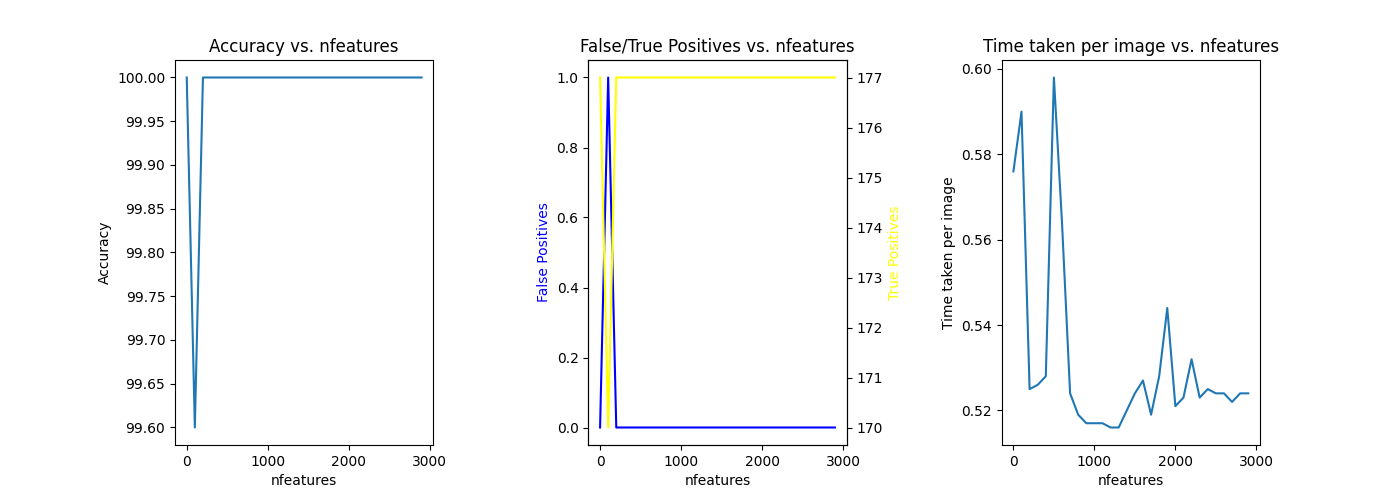 Accuracy vs. nfeatures
Accuracy
100.00
99.95
99.90
99.85
99.80
99.75
99.70
99.65
99.60
0 1000 2000 3000
nfeatures
False/True Positives vs. nfeatures
False Positives
1.0
0.8
0.6
0.4
0.2
0.0
177
176
175
174
173
172
171
170
True Positives
0 1000 2000 3000
nfeatures
Time taken per image vs. nfeatures
Time taken per image
0.60
0.58
0.56
0.54
0.52
0 1000 2000 3000
nfeatures